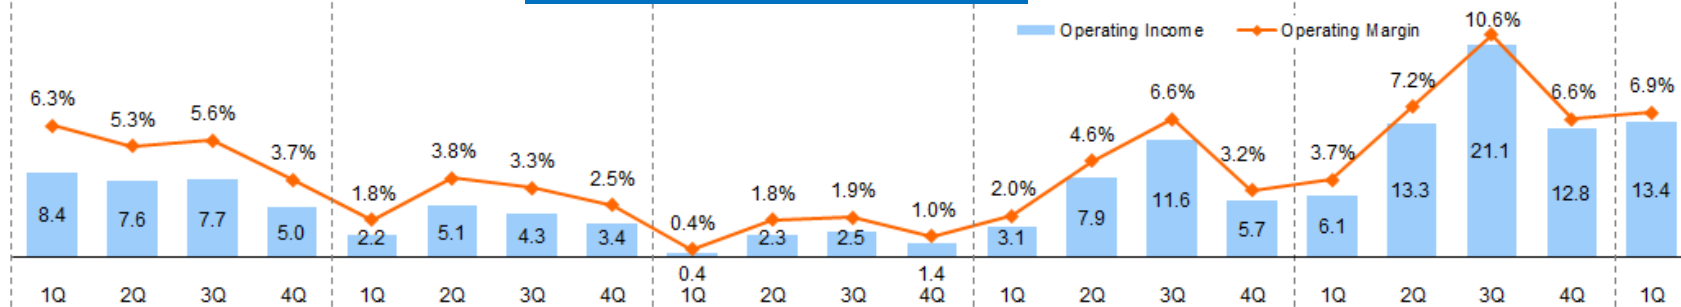 Operating Income Operating Margin
6.3% 5.3% 5.6% 3.7% 1.8% 3.8% 3.3% 2.5% 0.4% 1.8% 1.9% 1.0% 2.0% 4.6% 6.6% 3.2% 3.7% 7.2% 10.6% 6.6% 6.9%
8.4 7.6 7.7 5.0 2.2 5.1 4.3 3.4 0.4 2.3 2.5 1.4 3.1 7.9 11.6 5.7 6.1 13.3 21.1 12.8 13.4
1Q 2Q 3Q 4Q 1Q 2Q 3Q 4Q 1Q 2Q 3Q 4Q 1Q 2Q 3Q 4Q 1Q 2Q 3Q 4Q 1Q